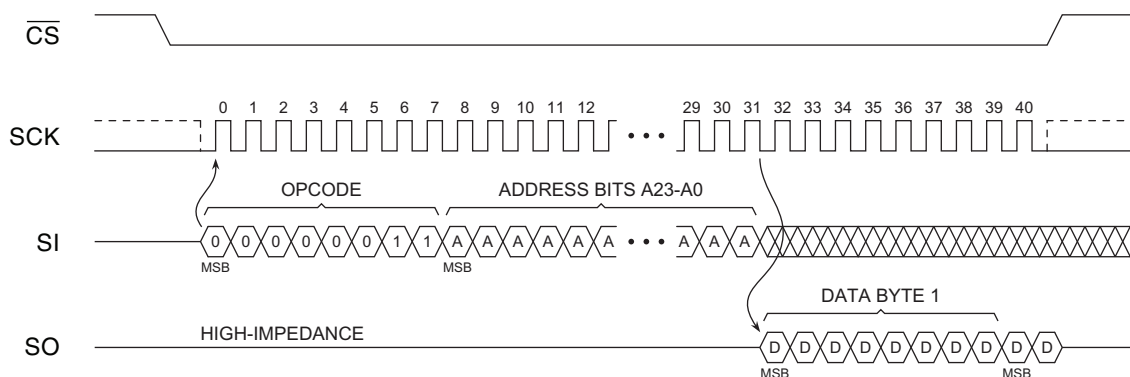 CS
0 1 2 3 4 5 6 7 8 9 10 11 12 29 30 31 32 33 34 35 36 37 38 39 40
SCK
OPCODE ADDRESS BITS A23-A0
SI 0 0 0 0 0 0 1 1 A A A A A A A A A
MSB MSB
DATA BYTE 1
HIGH-IMPEDANCE
SO D D D D D D D D D D
MSB MSB